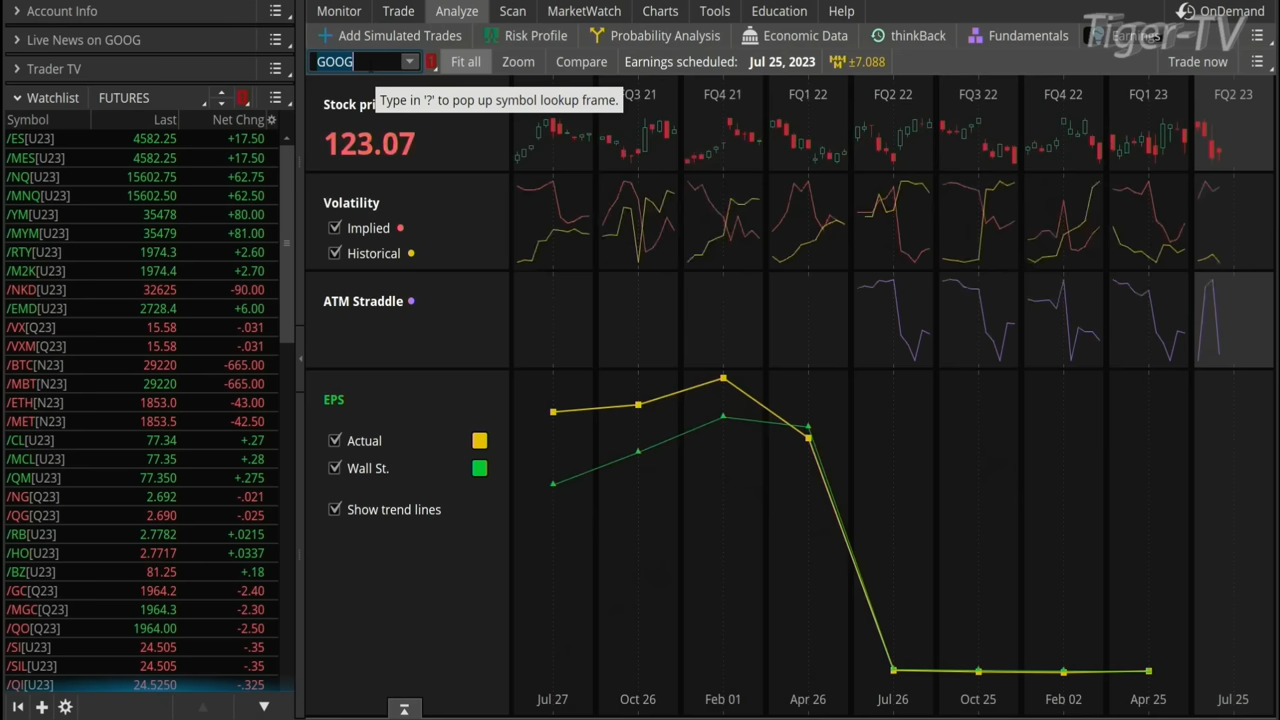 Account Info
Live News on GOOG
Trader TV
Watchlist FUTURES
Symbol Last Net Chng
/ES[U23] 4582.25 +17.50
/MES[U23] 4582.25 +17.50
/NQ[U23] 15602.75 +62.75
/MNQ[U23] 15602.50 +62.50
/YM[U23] 35478 +80.00
/MYM[U23] 35479 +81.00
/RTY[U23] 1974.3 +2.60
/M2K[U23] 1974.4 +2.70
/NKD[U23] 32625 -90.00
/EMD[U23] 2728.4 +6.00
/VX[Q23] 15.58 -.031
/VXM[Q23] 15.58 -.031
/BTC[N23] 29220 -665.00
/MBT[N23] 29220 -665.00
/ETH[N23] 1853.0 -43.00
/MET[N23] 1853.5 -42.50
/CL[U23] 77.34 +.27
/MCL[U23] 77.35 +.28
/QM[U23] 77.350 +.275
/NG[Q23] 2.692 -.021
/QG[Q23] 2.690 -.025
/RB[U23] 2.7782 +.0215
/HO[U23] 2.7717 +.0337
/BZ[U23] 81.25 +.18
/GC[Q23] 1964.2 -2.40
/MGC[Q23] 1964.3 -2.30
/QO[Q23] 1964.00 -2.50
/SI[U23] 24.505 -.35
/SIL[U23] 24.505 -.35
/QI[U23] 24.5250 -.325
Monitor Trade Analyze Scan MarketWatch Charts Tools Education Help OnDemand
Tiger-TV
Add Simulated Trades Risk Profile Probability Analysis Economic Data thinkBack Fundamentals Earnings
GOOG 1 Fit all Zoom Compare Earnings scheduled: Jul 25, 2023 MM ±7.088 Trade now
Type in '?' to pop up symbol lookup frame.
Stock pri Q3 21 FQ4 21 FQ1 22 FQ2 22 FQ3 22 FQ4 22 FQ1 23 FQ2 23
123.07
Volatility
Implied
Historical
ATM Straddle
EPS
Actual
Wall St.
Show trend lines
Jul 27 Oct 26 Feb 01 Apr 26 Jul 26 Oct 25 Feb 02 Apr 25 Jul 25